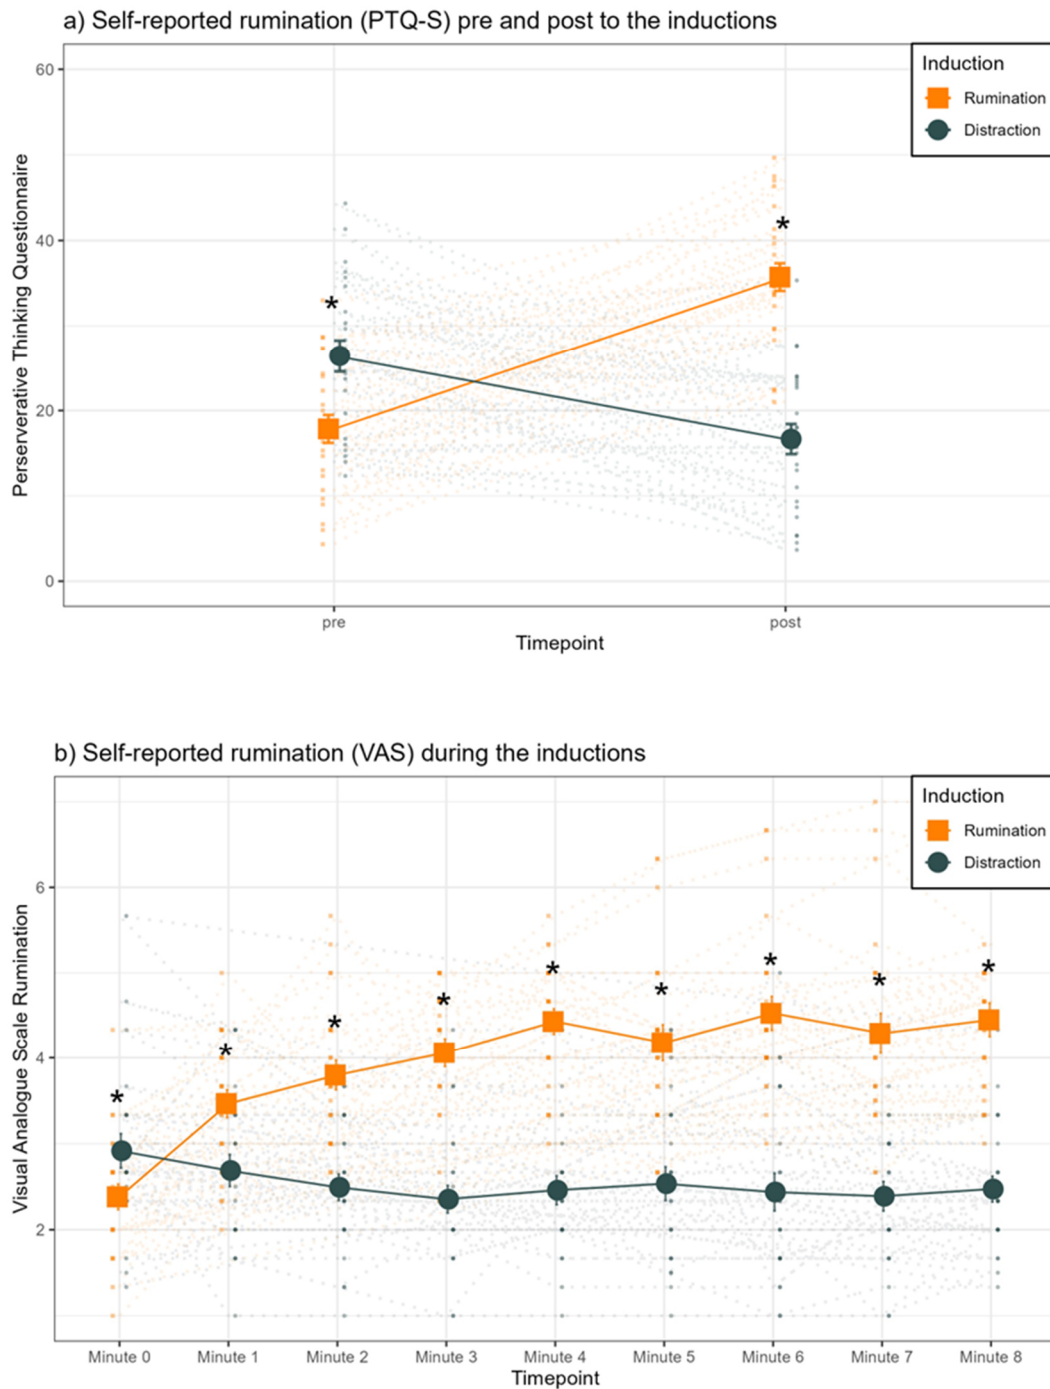 a) Self-reported rumination (PTQ-S) pre and post to the inductions
Induction
Rumination
Distraction
Perserverative Thinking Questionnaire
60
40
20
0
*
*
pre
post
Timepoint
b) Self-reported rumination (VAS) during the inductions
Induction
Rumination
Distraction
Visual Analogue Scale Rumination
6
4
2
*
*
*
*
*
*
*
*
*
Minute 0
Minute 1
Minute 2
Minute 3
Minute 4
Minute 5
Minute 6
Minute 7
Minute 8
Timepoint